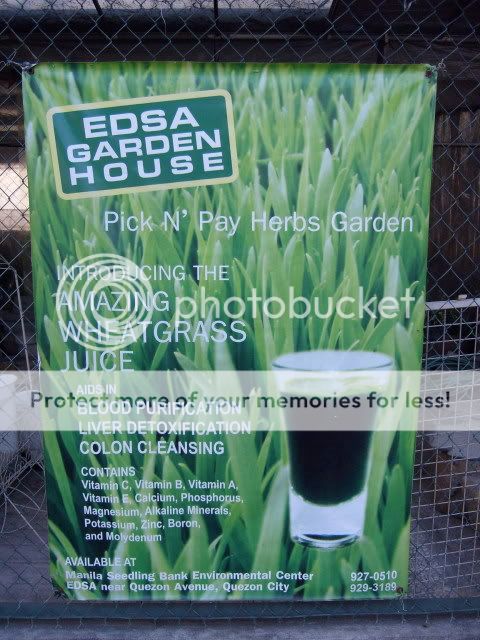 EDSA
GARDEN
HOUSE
Pick N' Pay Herbs Garden
INTRODUCING THE
AMAZING
photobucket
WHEATGRASS
JUICE
AIDS IN
Protect more of your memories for less!
BLOOD PURIFICATION
LIVER DETOXIFICATION
COLON CLEANSING
CONTAINS
Vitamin C, Vitamin B, Vitamin A,
Vitamin E, Calcium, Phosphorus,
Magnesium, Alkaline Minerals,
Potassium, Zinc, Boron,
and Molydenum
AVAILABLE AT
Manila Seedling Bank Environmental Center 927-0510
EDSA near Quezon Avenue, Quezon City 929-3189